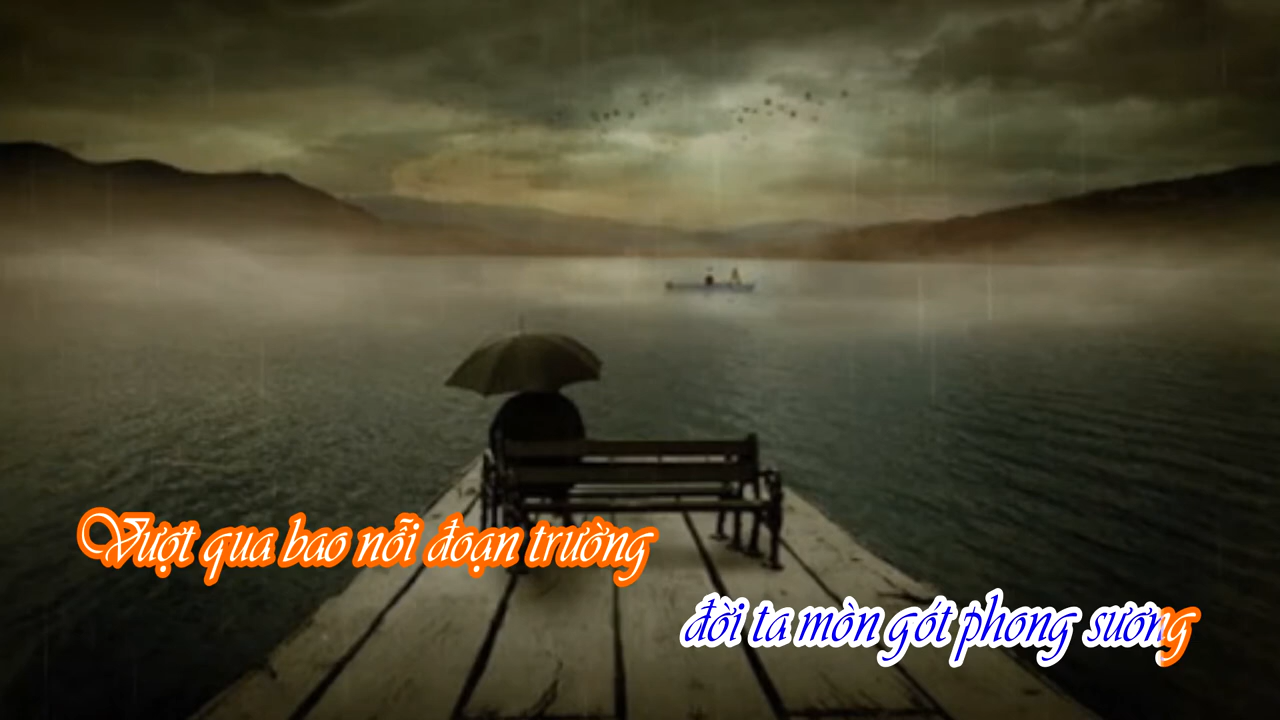 Vượt qua bao nỗi đoạn trường
đời ta mòn gót phong sương